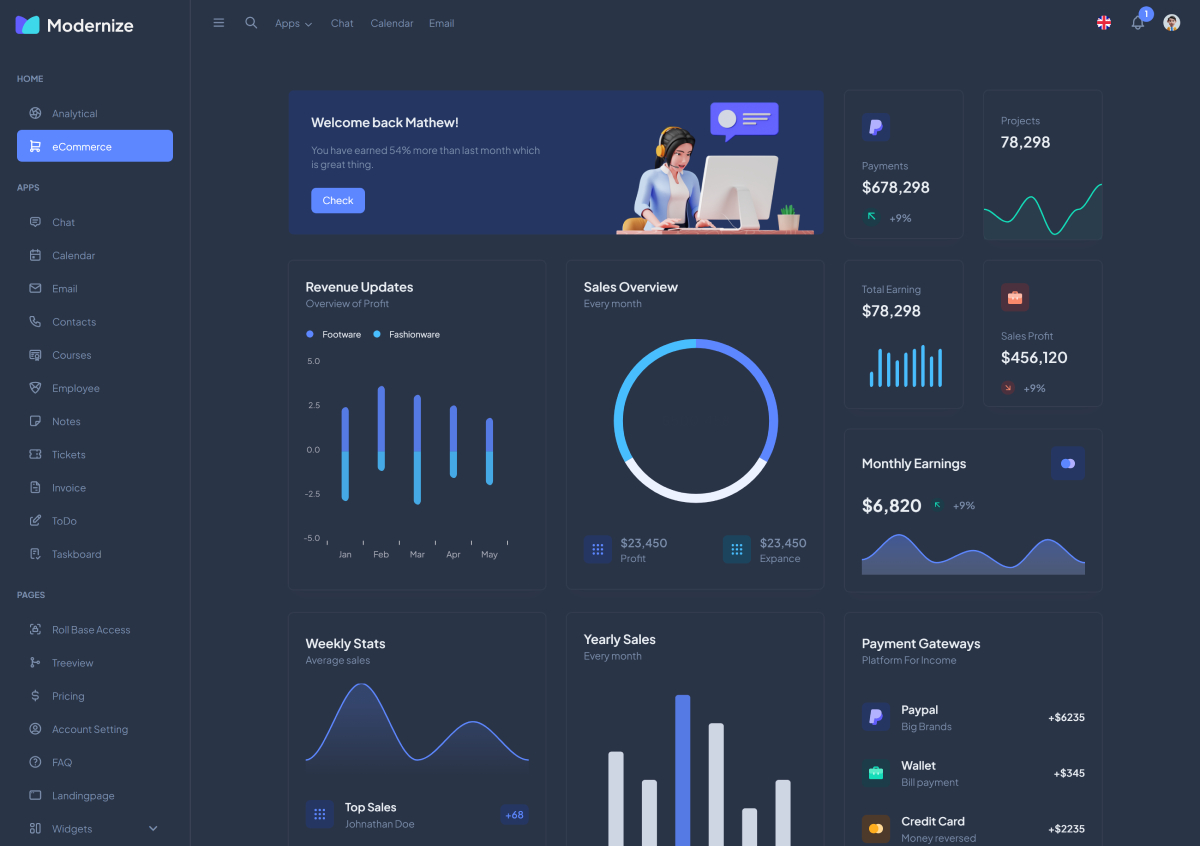 Modernize
HOME
Analytical
eCommerce
APPS
Chat
Calendar
Email
Contacts
Courses
Employee
Notes
Tickets
Invoice
ToDo
Taskboard
PAGES
Roll Base Access
Treeview
Pricing
Account Setting
FAQ
Landingpage
Widgets
Apps
Chat
Calendar
Email
1
Welcome back Mathew!
You have earned 54% more than last month which
is great thing.
Check
Payments
$678,298
+9%
Projects
78,298
Revenue Updates
Overview of Profit
Footware
Fashionware
5.0
2.5
0.0
-2.5
-5.0
Jan
Feb
Mar
Apr
May
Sales Overview
Every month
$23,450
Profit
$23,450
Expance
Total Earning
$78,298
Sales Profit
$456,120
+9%
Monthly Earnings
$6,820
+9%
Weekly Stats
Average sales
Top Sales
Johnathan Doe
+68
Yearly Sales
Every month
Payment Gateways
Platform For Income
Paypal
Big Brands
+$6235
Wallet
Bill payment
+$345
Credit Card
Money reversed
+$2235